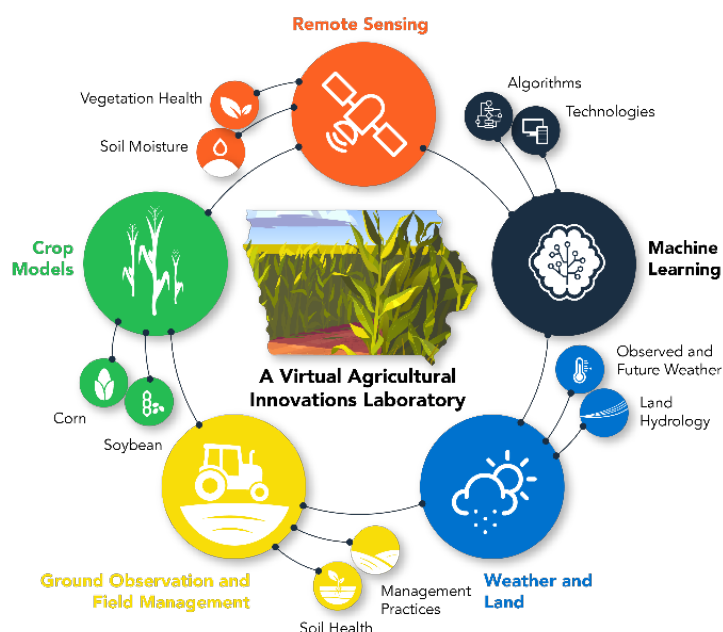 Remote Sensing
Vegetation Health
Soil Moisture
Algorithms
Technologies
Crop
Models
Machine
Learning
A Virtual Agricultural
Innovations Laboratory
Observed and
Future Weather
Land
Hydrology
Corn
Soybean
Ground Observation and
Field Management
Management
Practices
Soil Health
Weather and
Land